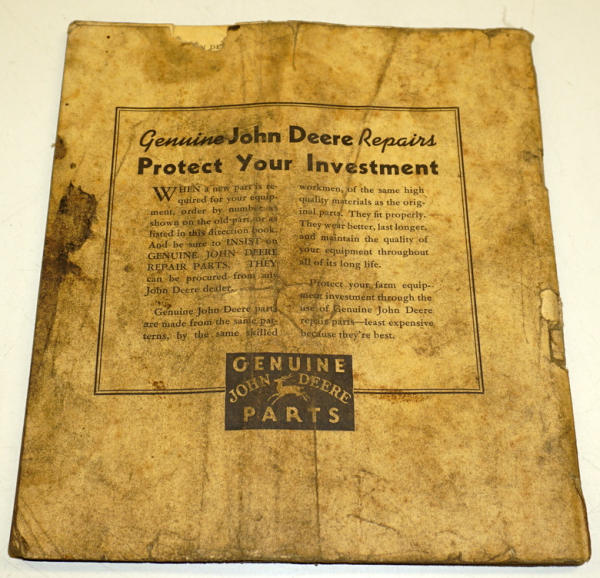 Genuine John Deere Repairs
Protect Your Investment
WHEN a new part is re-
quired for your equip-
ment, order by number as
shown on the old part, or as
listed in this direction book.
And be sure to INSIST on
GENUINE JOHN DEERE
REPAIR PARTS. THEY
can be procured from any
John Deere dealer.
Genuine John Deere parts
are made from the same pat-
terns, by the same skilled
workmen, of the same high
quality materials as the orig-
inal parts. They fit properly.
They wear better, last longer,
and maintain the quality of
your equipment throughout
all of its long life.
Protect your farm equip-
ment investment through the
use of Genuine John Deere
repair parts—least expensive
because they're best.
GENUINE
JOHN DEERE
PARTS